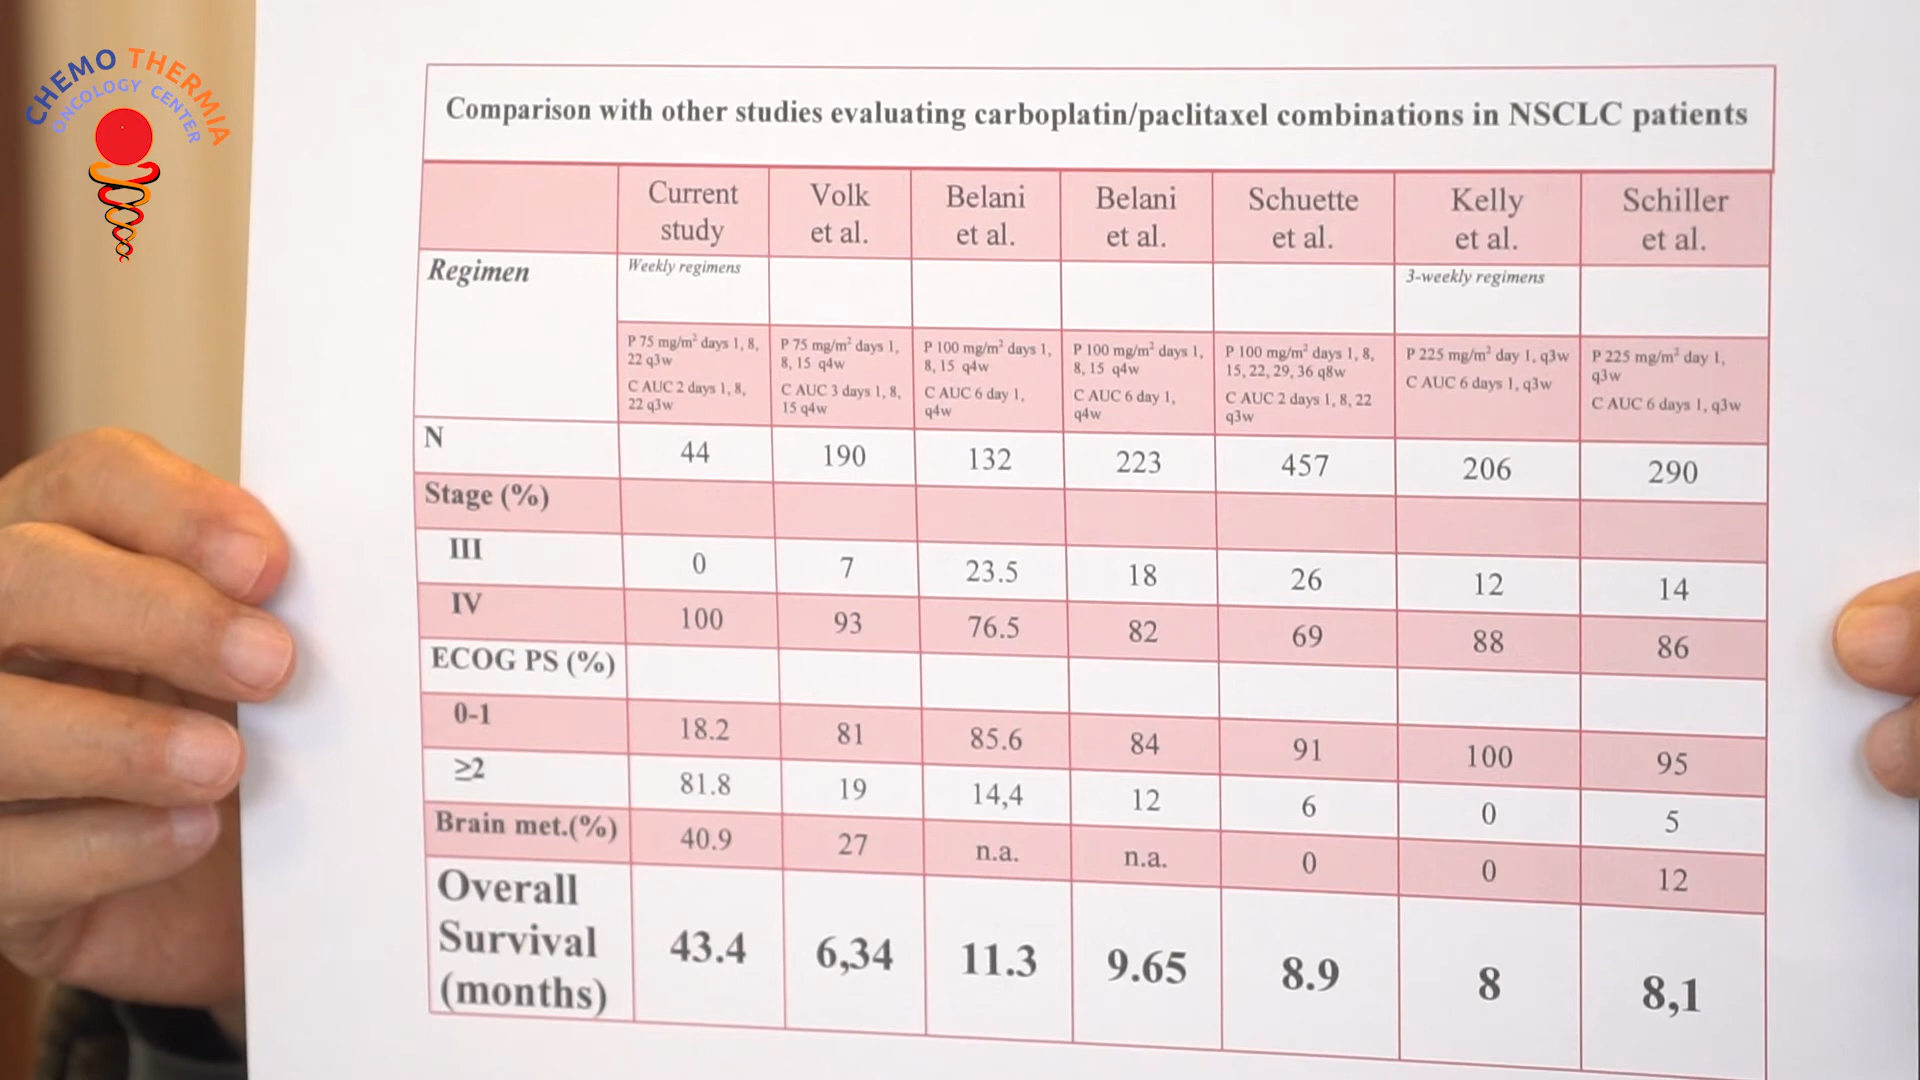 CHEMO THERMIA
ONCOLOGY CENTER
Comparison with other studies evaluating carboplatin/paclitaxel combinations in NSCLC patients
Current study Volk et al. Belani et al. Belani et al. Schuette et al. Kelly et al. Schiller et al.
Regimen Weekly regimens 3-weekly regimens
P 75 mg/m² days 1, 8, 22 q3w C AUC 2 days 1, 8, 22 q3w
P 75 mg/m² days 1, 8, 15 q4w C AUC 3 days 1, 8, 15 q4w
P 100 mg/m² days 1, 8, 15 q4w C AUC 6 day 1, q4w
P 100 mg/m² days 1, 8, 15 q4w C AUC 6 day 1, q4w
P 100 mg/m² days 1, 8, 15, 22, 29, 36 q8w C AUC 2 days 1, 8, 22 q3w
P 225 mg/m² day 1, q3w C AUC 6 days 1, q3w
P 225 mg/m² day 1, q3w C AUC 6 days 1, q3w
N 44 190 132 223 457 206 290
Stage (%)
III 0 7 23.5 18 26 12 14
IV 100 93 76.5 82 69 88 86
ECOG PS (%)
0-1 18.2 81 85.6 84 91 100 95
≥2 81.8 19 14,4 12 6 0 5
Brain met.(%) 40.9 27 n.a. n.a. 0 0 12
Overall Survival (months) 43.4 6,34 11.3 9.65 8.9 8 8,1